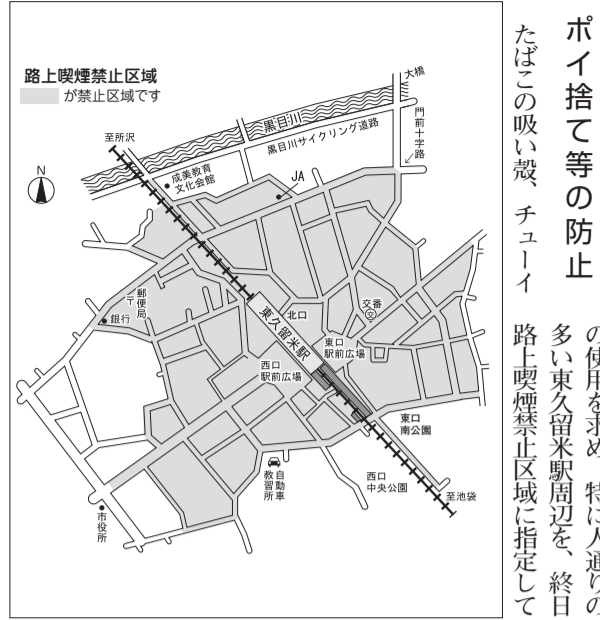 ポイ捨て等の防止
たばこの吸い殻、チューイ
の使用を求め、特に人通りの
多い東久留米駅周辺を、終日
路上喫煙禁止区域に指定して
路上喫煙禁止区域
が禁止区域です
N
至所沢
成美教育
文化会館
黒目川
黒目川サイクリング道路
大橋
門前十字路
JA
郵便局
〒
銀行
東久留米駅
北口
交番
東口
駅前広場
西口
駅前広場
東口
南公園
自動車
教習所
西口
中央公園
至池袋
市役所